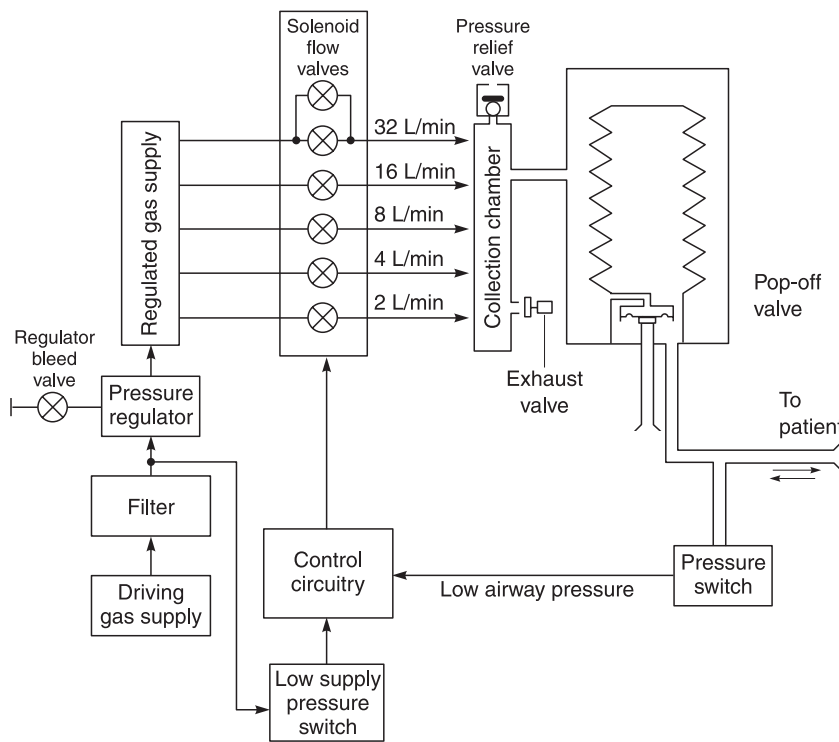 Solenoid
flow
valves
Pressure
relief
valve
Regulated gas supply
32 L/min
16 L/min
8 L/min
4 L/min
2 L/min
Collection chamber
Pop-off
valve
Regulator
bleed
valve
Pressure
regulator
Exhaust
valve
To
patient
Filter
Driving
gas supply
Control
circuitry
Low airway pressure
Pressure
switch
Low supply
pressure
switch